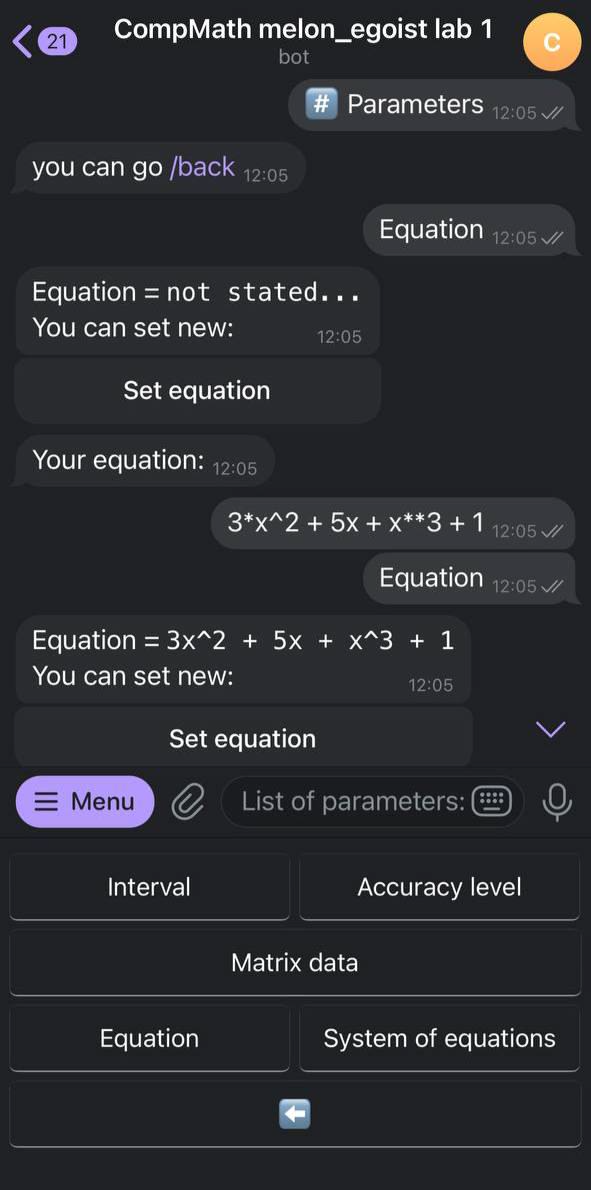 21
CompMath melon_egoist lab 1
C
bot
# Parameters 12:05
you can go /back 12:05
Equation 12:05
Equation = not stated...
You can set new: 12:05
Set equation
Your equation: 12:05
3*x^2 + 5x + x**3 + 1 12:05
Equation 12:05
Equation = 3x^2 + 5x + x^3 + 1
You can set new: 12:05
Set equation
Menu
List of parameters:
Interval
Accuracy level
Matrix data
Equation
System of equations